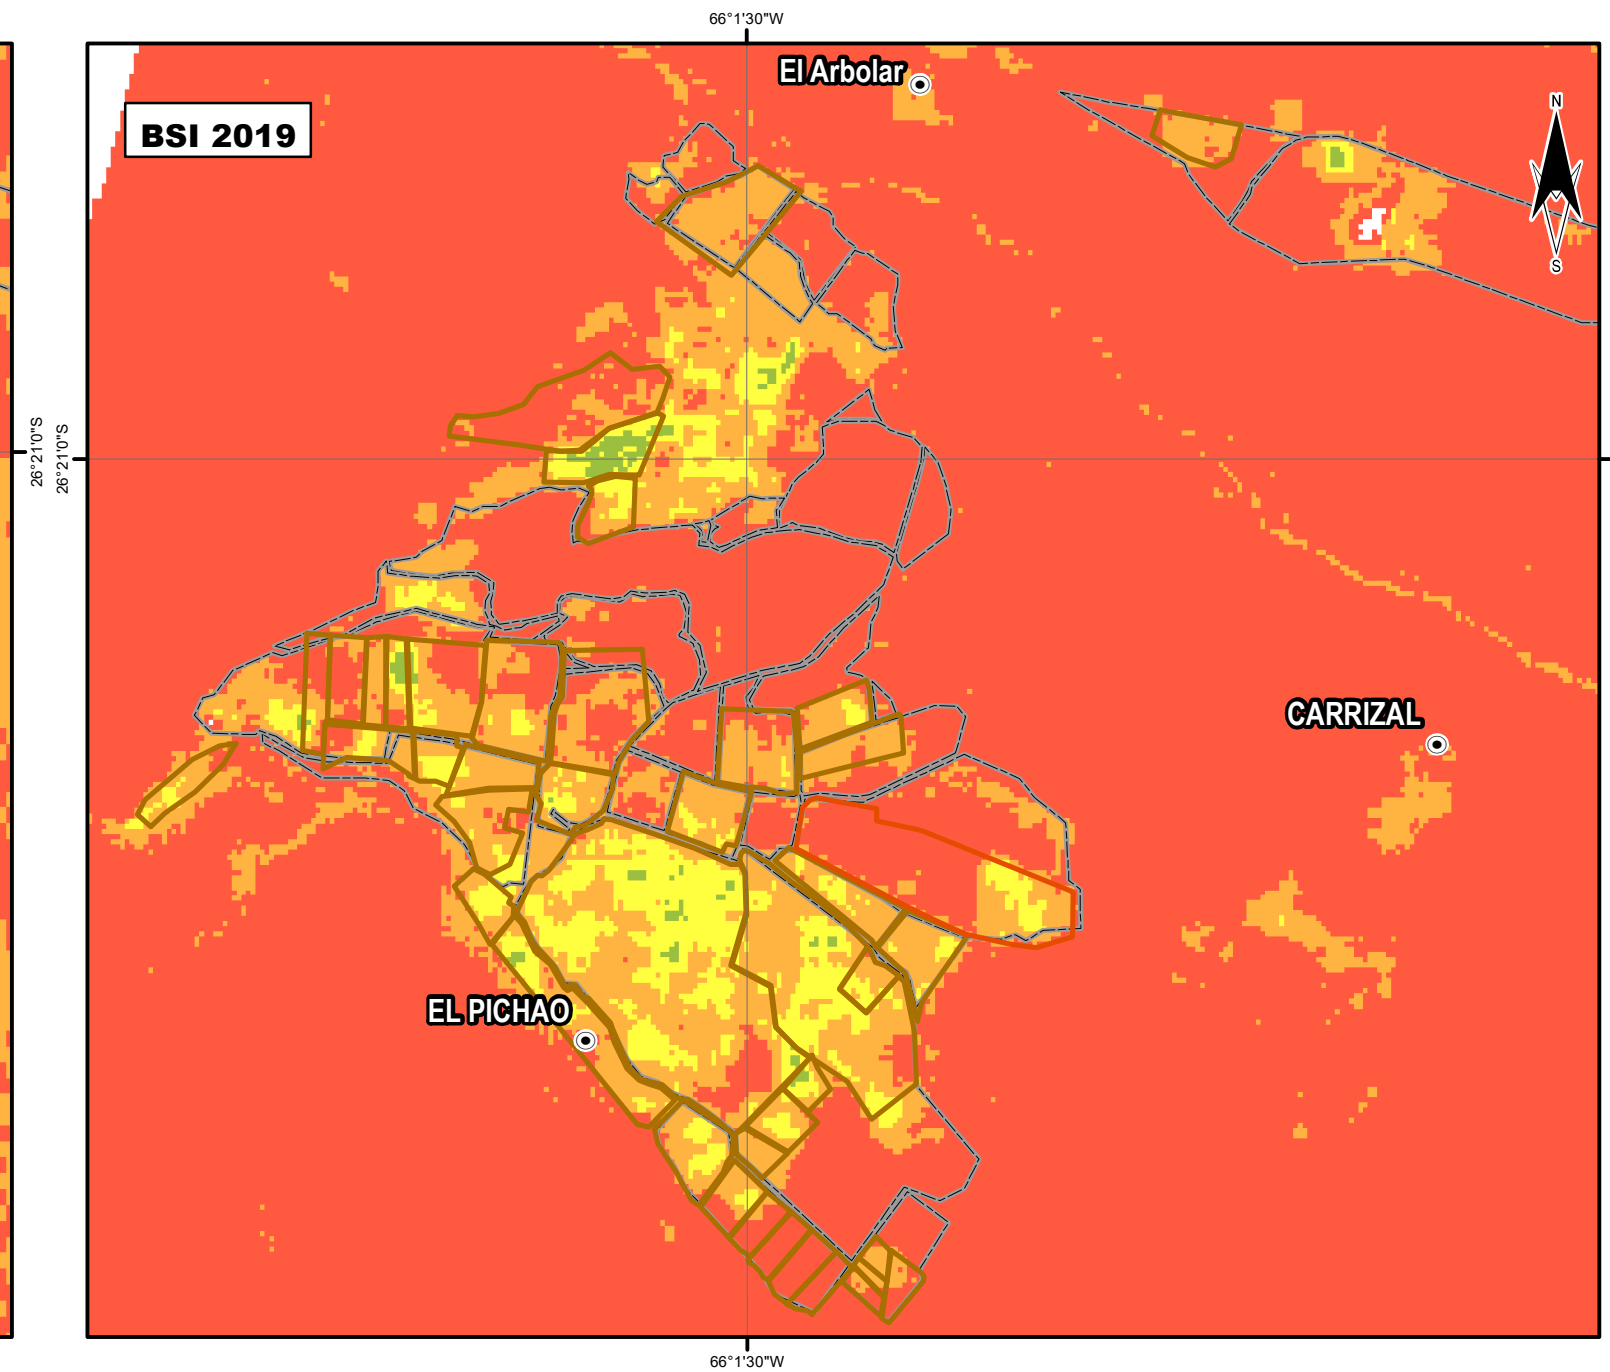 66°1'30"W
El Arbolar
BSI 2019
N
S
26°21'0"S
26°21'0"S
CARRIZAL
EL PICHAO
66°1'30"W